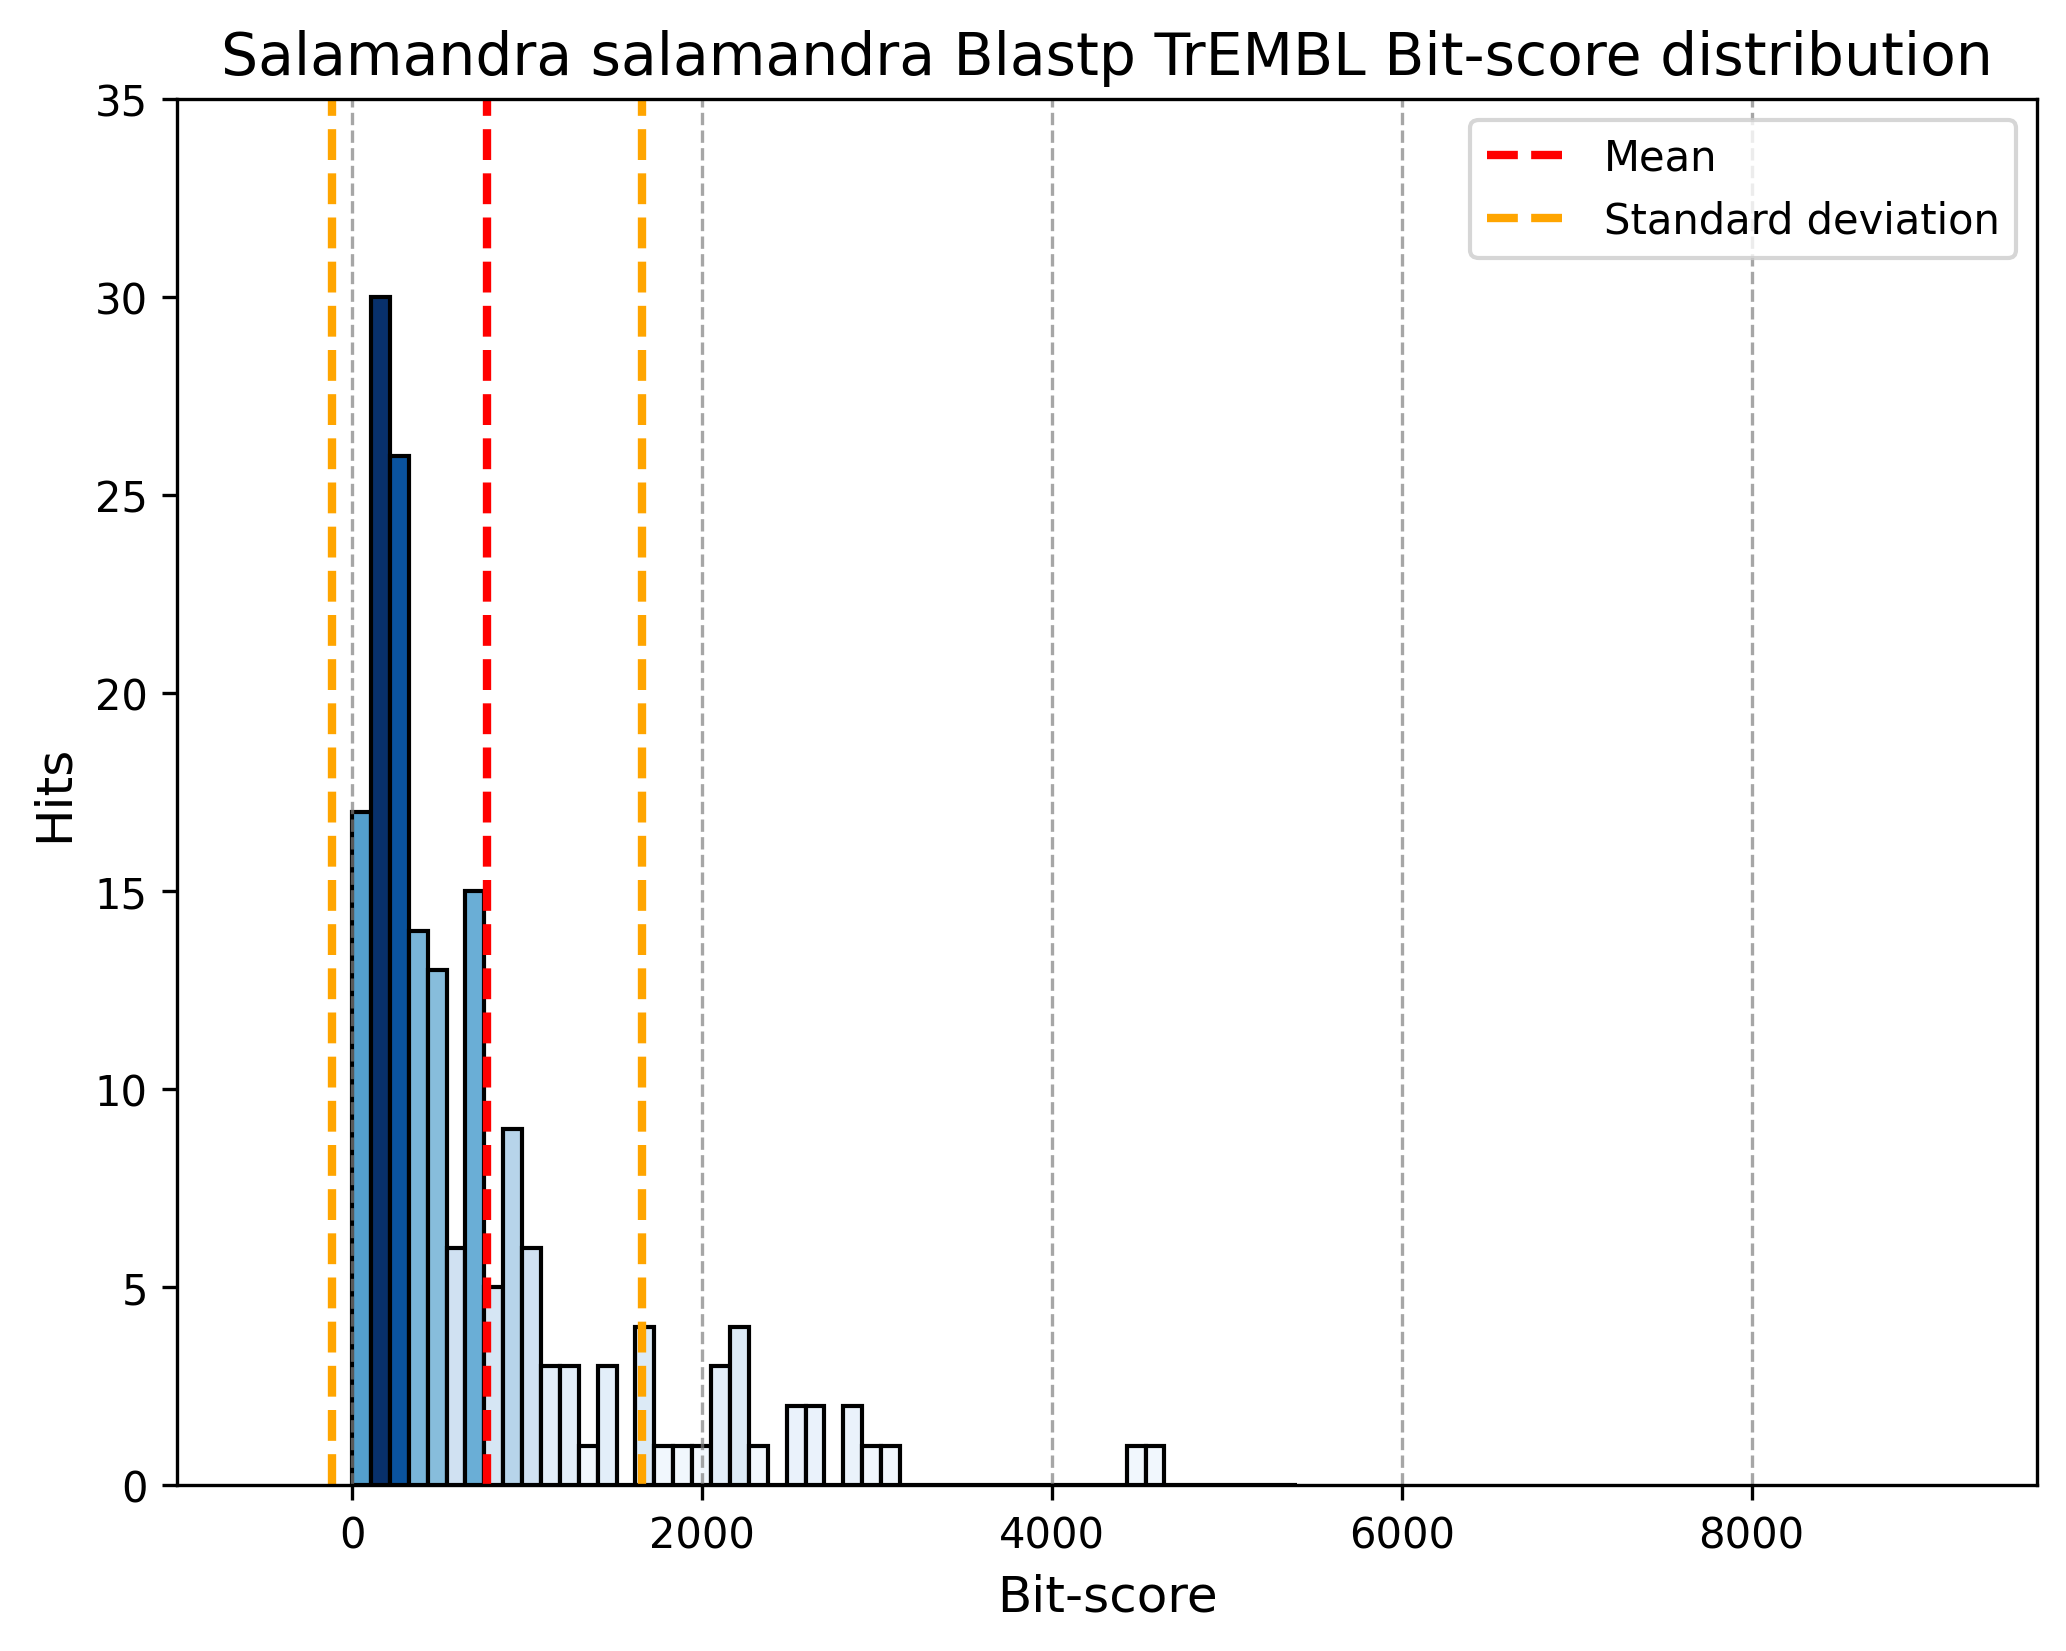 Salamandra salamandra Blastp TrEMBL Bit-score distribution
35
30
25
20
15
10
5
0
Hits
Mean
Standard deviation
0 2000 4000 6000 8000
Bit-score